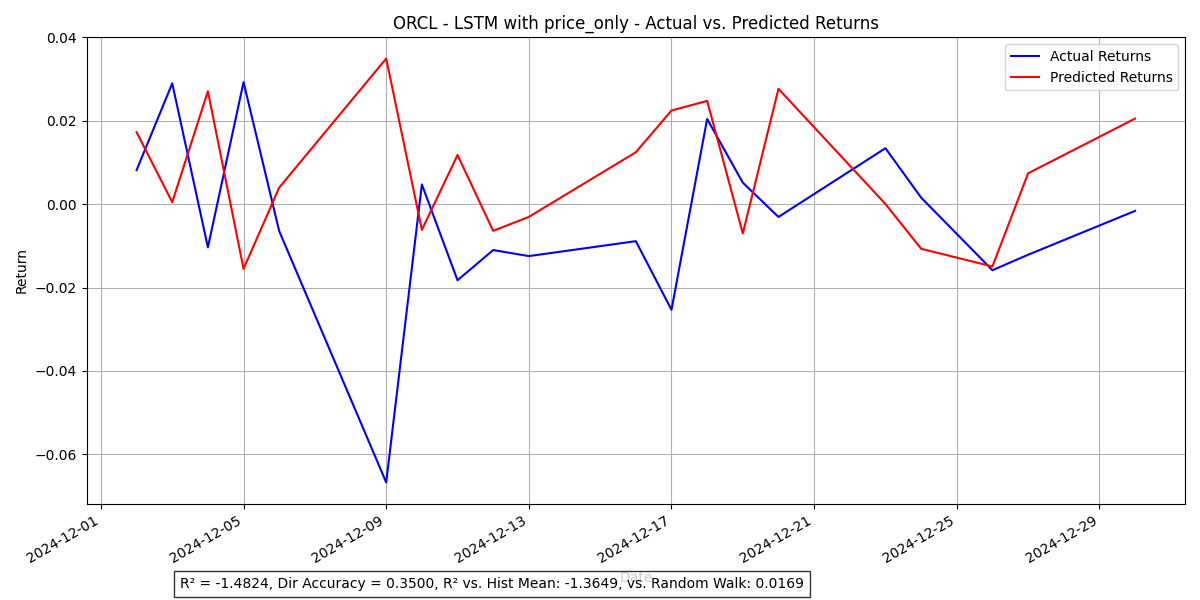 ORCL - LSTM with price_only - Actual vs. Predicted Returns
Actual Returns
Predicted Returns
0.04
0.02
0.00
−0.02
−0.04
−0.06
Return
2024-12-01
2024-12-05
2024-12-09
2024-12-13
2024-12-17
2024-12-21
2024-12-25
2024-12-29
Date
R² = -1.4824, Dir Accuracy = 0.3500, R² vs. Hist Mean: -1.3649, vs. Random Walk: 0.0169